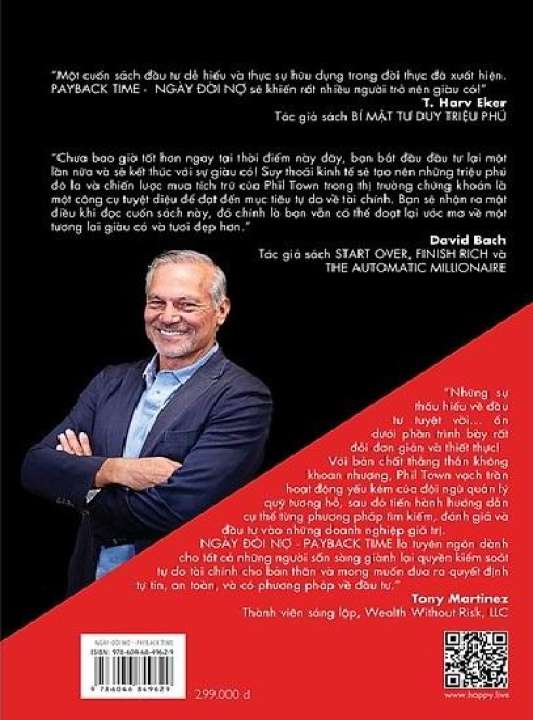 "Một cuốn sách đầu tư dễ hiểu và thực sự hữu dụng trong đời thực đã xuất hiện.
PAYBACK TIME - NGÀY ĐÒI NỢ sẽ khiến rất nhiều người trở nên giàu có!"
T. Harv Eker
Tác giả sách BÍ MẬT TƯ DUY TRIỆU PHÚ
"Chưa bao giờ tốt hơn ngay tại thời điểm này đây, bạn bắt đầu đầu tư lại một
lần nữa và sẽ kết thúc với sự giàu có! Suy thoái kinh tế sẽ tạo nên những triệu phú
đô la và chiến lược mua tích trữ của Phil Town trong thị trường chứng khoán là
một công cụ tuyệt diệu để đạt đến mục tiêu tự do về tài chính. Bạn sẽ nhận ra một
điều khi đọc cuốn sách này, đó chính là bạn vẫn có thể đoạt lại ước mơ về một
tương lai giàu có và tươi đẹp hơn."
David Bach
Tác giả sách START OVER, FINISH RICH và
THE AUTOMATIC MILLIONAIRE
"Những sự
thấu hiểu về đầu
tư tuyệt vời... ẩn
dưới phần trình bày rất
đỗi đơn giản và thiết thực!
Với bản chất thẳng thắn không
khoan nhượng, Phil Town vạch trần
hoạt động yếu kém của đội ngũ quản lý
quỹ tương hỗ, sau đó tiến hành hướng dẫn
cụ thể từng phương pháp tìm kiếm, đánh giá và
đầu tư vào những doanh nghiệp giá trị.
NGÀY ĐÒI NỢ - PAYBACK TIME là tuyên ngôn dành
cho tất cả những người sẵn sàng giành lại quyền kiểm soát
tự do tài chính cho bản thân và mong muốn đưa ra quyết định
tự tin, an toàn, và có phương pháp về đầu tư."
Tony Martinez
Thành viên sáng lập, Wealth Without Risk, LLC
NGÀY ĐÒI NỢ - PAYBACK TIME
ISBN: 978-604-68-4962-9
9 786046 849629
299.000 đ
www.happy.live